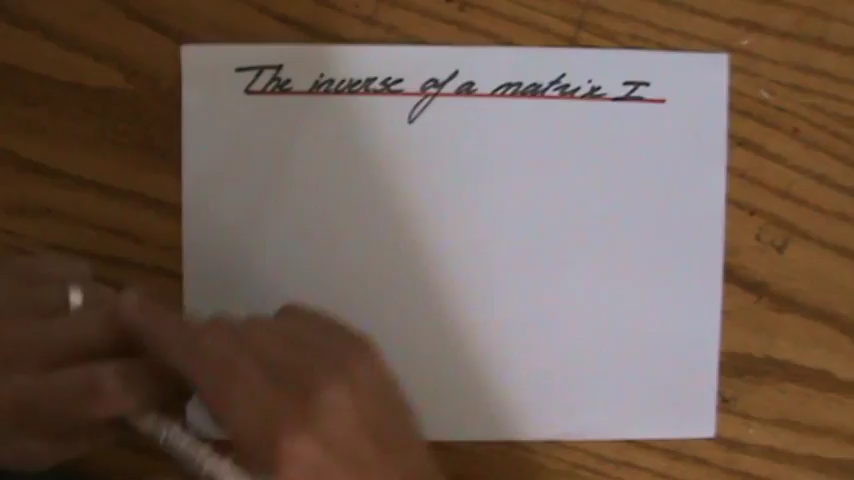 The inverse of a matrix I